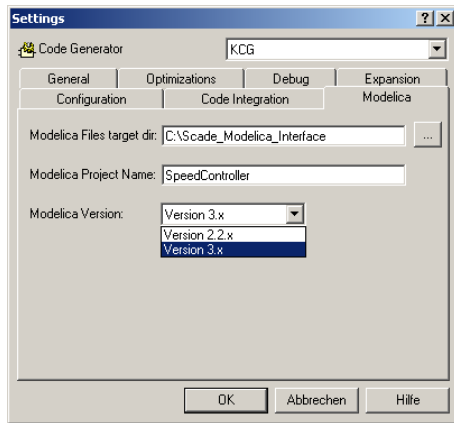 Settings
Code Generator KCG
General Optimizations Debug Expansion
Configuration Code Integration Modelica
Modelica Files target dir: C:\Scade_Modelica_Interface ...
Modelica Project Name: SpeedController
Modelica Version: Version 3.x
Version 2.2.x
Version 3.x
OK Abbrechen Hilfe